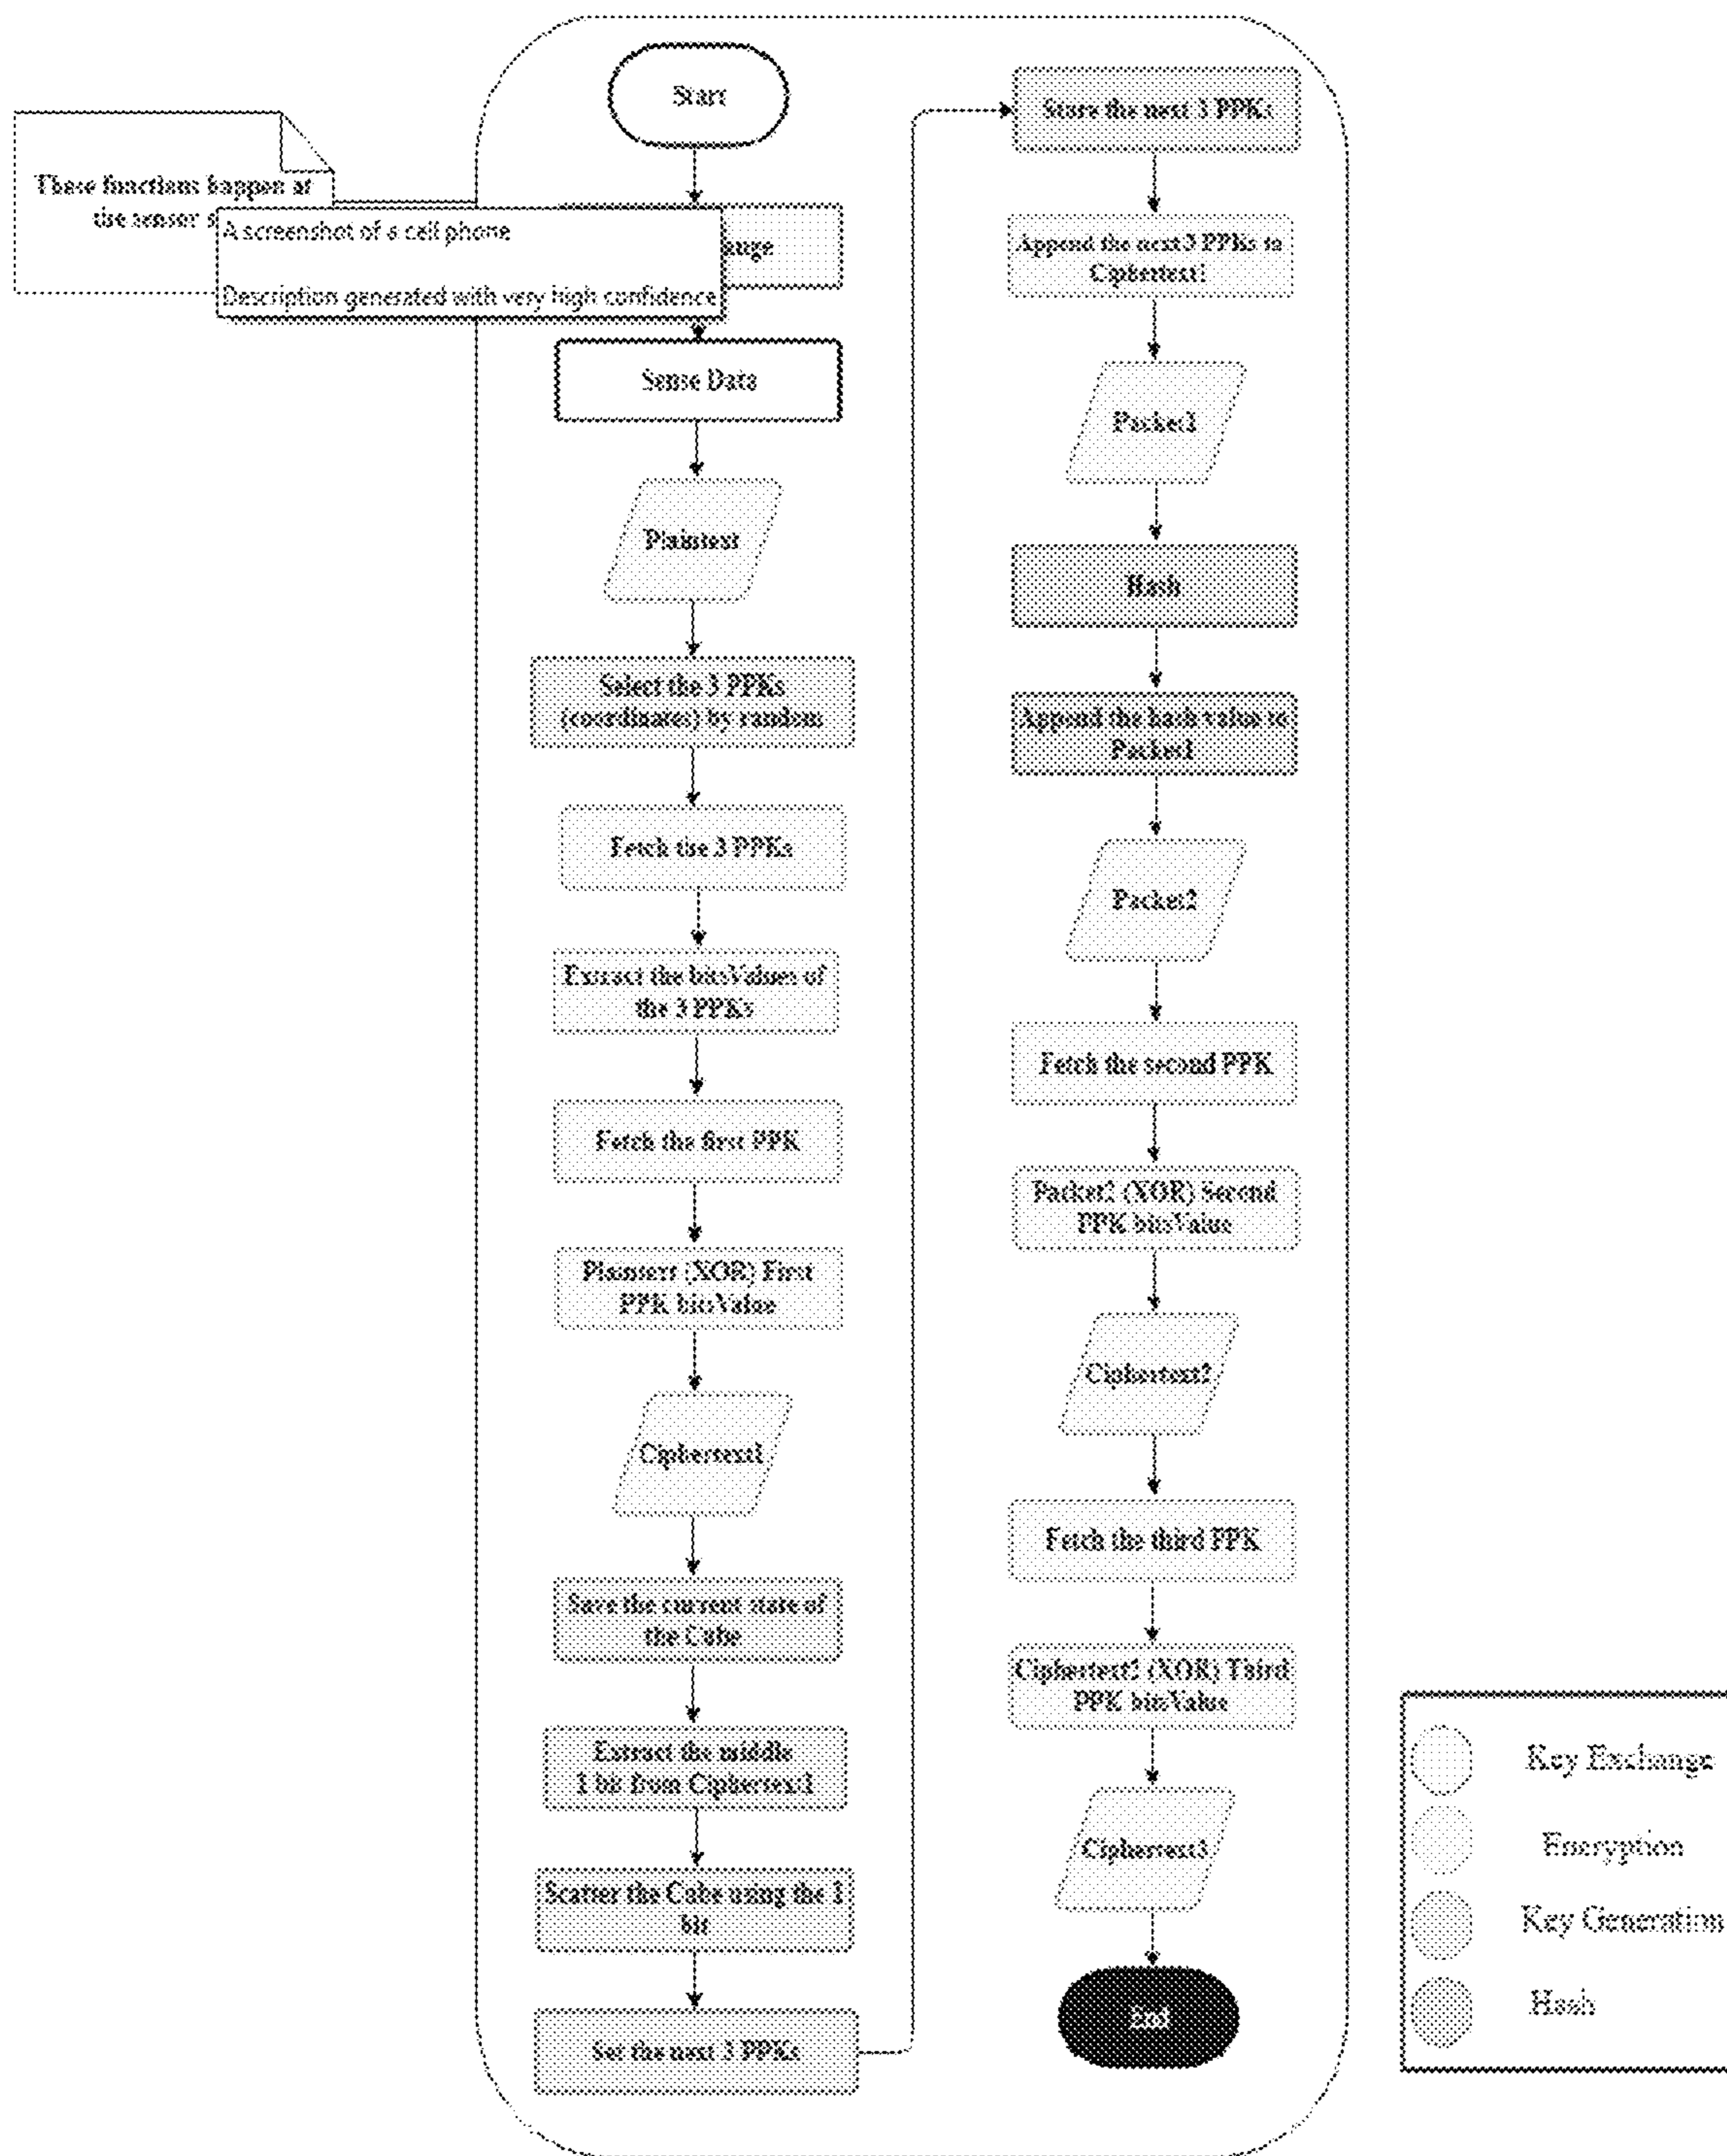 Start
These functions happen at
the sensor
A screenshot of a cell phone
Description generated with very high confidence
Sense Data
Plaintext
Select the 3 PPKs
(coordinates) by random
Fetch the 3 PPKs
Extract the bitsValues of
the 3 PPKs
Fetch the first PPK
Plaintext (XOR) First
PPK bitsValue
Ciphertext1
Save the current state of
the Cube
Extract the middle
1 bit from Ciphertext1
Scatter the Cube using the 1
bit
Set the next 3 PPKs
Store the next 3 PPKs
Append the next 3 PPKs to
Ciphertext1
Packet1
Hash
Append the hash value to
Packet1
Packet2
Fetch the second PPK
Packet2 (XOR) Second
PPK bitsValue
Ciphertext2
Fetch the third PPK
Ciphertext2 (XOR) Third
PPK bitsValue
Ciphertext3
End
Key Exchange
Encryption
Key Generation
Hash